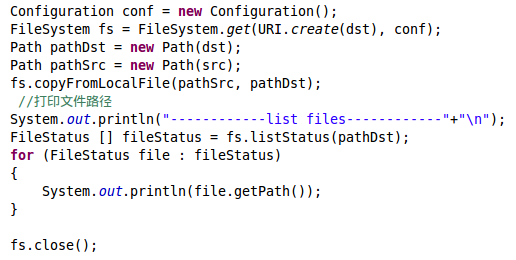 Configuration conf = new Configuration();
FileSystem fs = FileSystem.get(URI.create(dst), conf);
Path pathDst = new Path(dst);
Path pathSrc = new Path(src);
fs.copyFromLocalFile(pathSrc, pathDst);
//打印文件路径
System.out.println("------------list files------------"+"\n");
FileStatus [] fileStatus = fs.listStatus(pathDst);
for (FileStatus file : fileStatus)
{
    System.out.println(file.getPath());
}
fs.close();